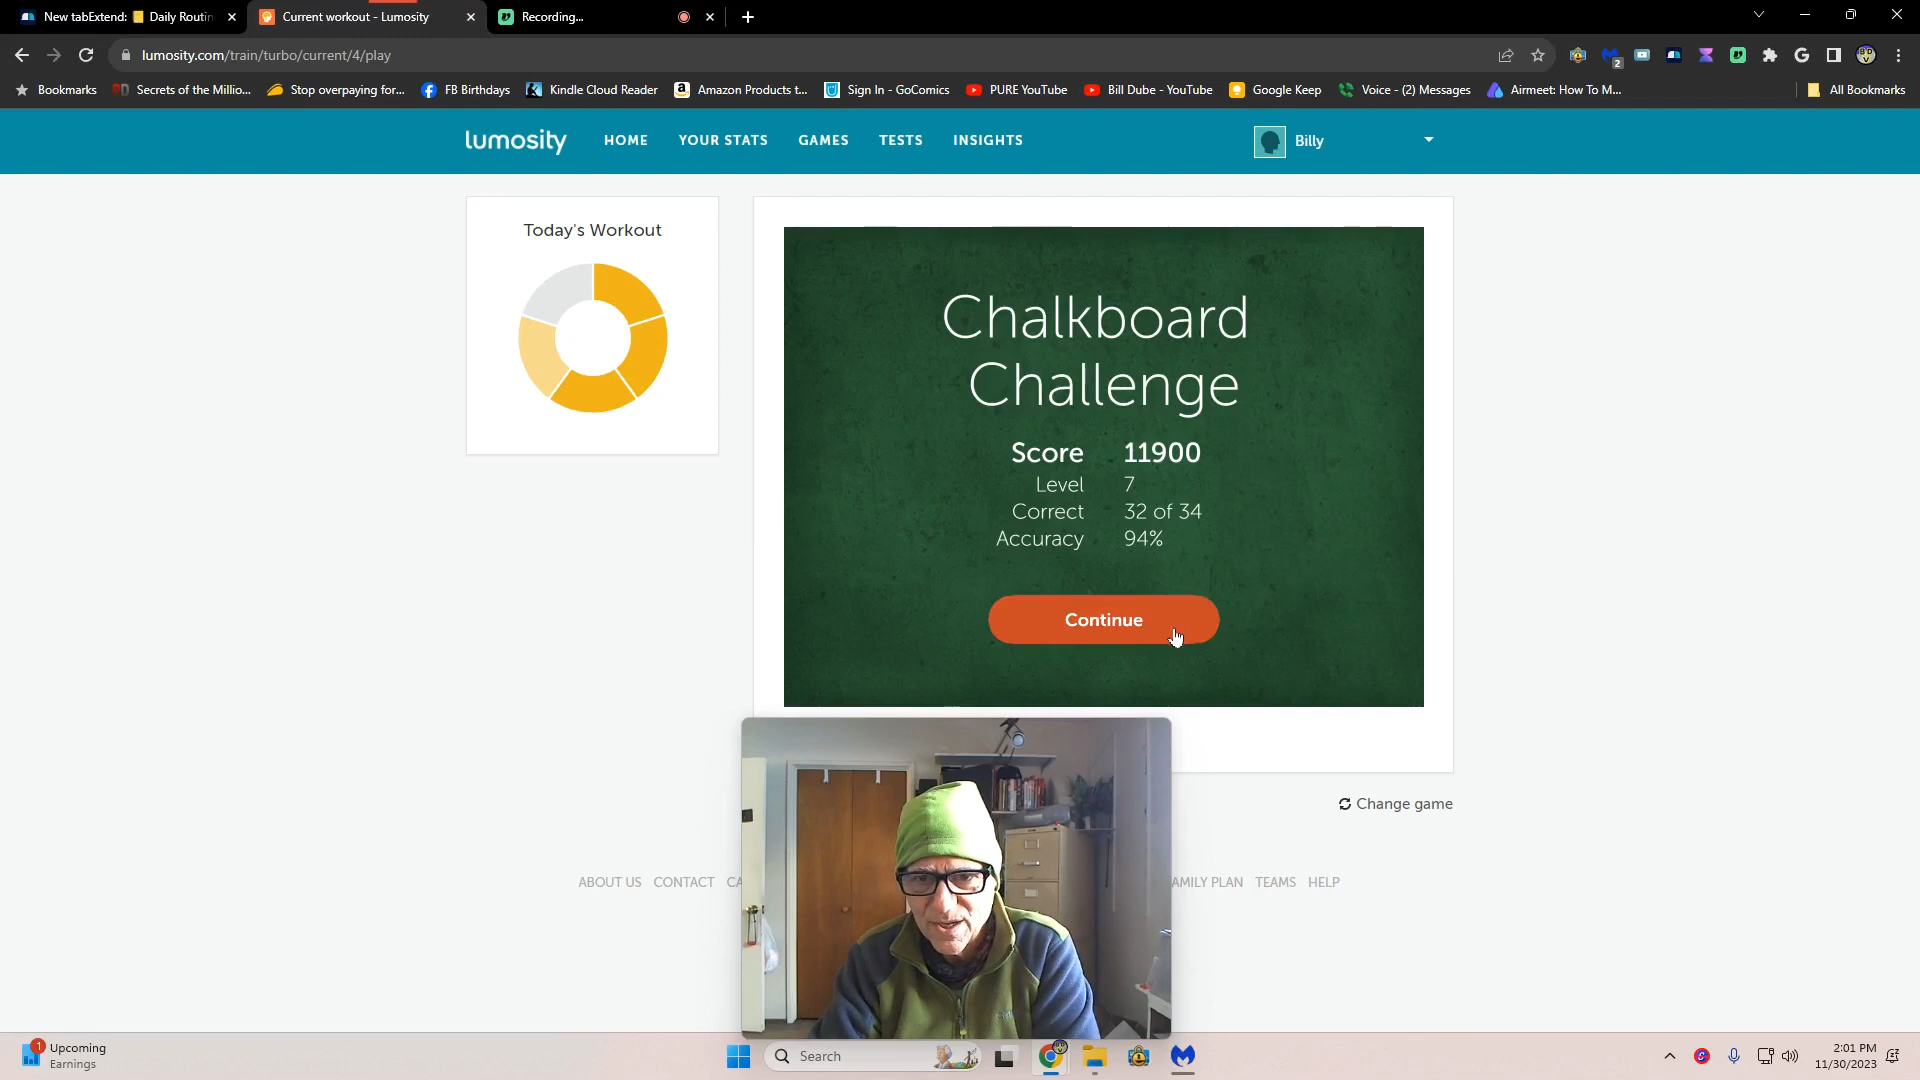 New tabExtend: Daily Routin
Current workout - Lumosity
Recording...
lumosity.com/train/turbo/current/4/play
2
Bookmarks
Secrets of the Millio...
Stop overpaying for...
FB Birthdays
Kindle Cloud Reader
Amazon Products t...
Sign In - GoComics
PURE YouTube
Bill Dube - YouTube
Google Keep
Voice - (2) Messages
Airmeet: How To M...
All Bookmarks
lumosity
HOME
YOUR STATS
GAMES
TESTS
INSIGHTS
Billy
Today's Workout
Chalkboard
Challenge
Score 11900
Level 7
Correct 32 of 34
Accuracy 94%
Continue
Change game
ABOUT US CONTACT CA
AMILY PLAN TEAMS HELP
1
Upcoming
Earnings
Search
2:01 PM
11/30/2023